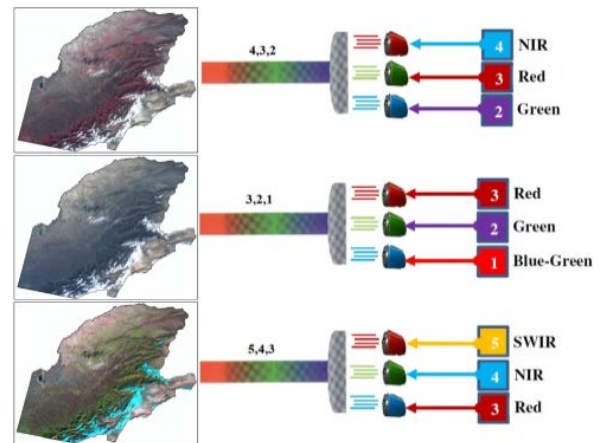 4,3,2
4 NIR
3 Red
2 Green
3,2,1
3 Red
2 Green
1 Blue-Green
5,4,3
5 SWIR
4 NIR
3 Red